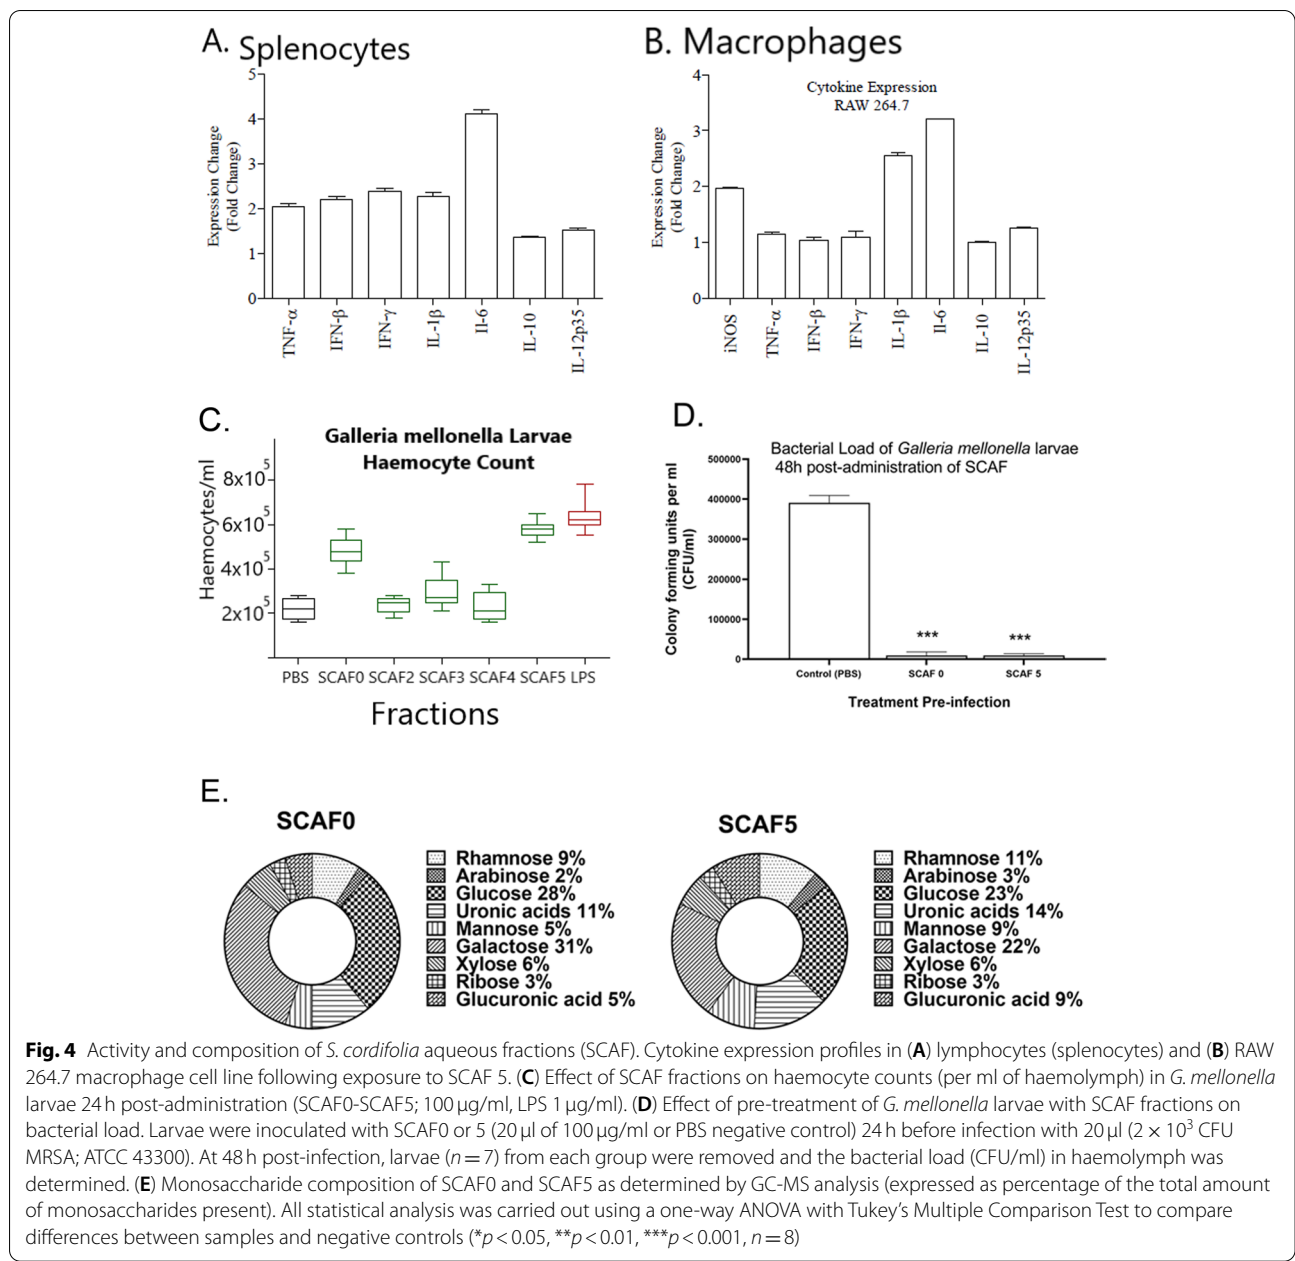 A. Splenocytes
5
4
3
2
1
0
Expression Change
(Fold Change)
TNF-α
IFN-β
IFN-γ
IL-1β
Il-6
IL-10
IL-12p35
B. Macrophages
Cytokine Expression
RAW 264.7
4
3
2
1
0
Expression Change
(Fold Change)
iNOS
TNF-α
IFN-β
IFN-γ
IL-1β
Il-6
IL-10
IL-12p35
C.
Galleria mellonella Larvae
Haemocyte Count
Haemocytes/ml
8x10⁵
6x10⁵
4x10⁵
2x10⁵
PBS SCAF0 SCAF2 SCAF3 SCAF4 SCAF5 LPS
Fractions
D.
Bacterial Load of Galleria mellonella larvae
48h post-administration of SCAF
Colony forming units per ml
(CFU/ml)
500000
400000
300000
200000
100000
0
*** ***
Control (PBS) SCAF 0 SCAF 5
Treatment Pre-infection
E.
SCAF0
Rhamnose 9%
Arabinose 2%
Glucose 28%
Uronic acids 11%
Mannose 5%
Galactose 31%
Xylose 6%
Ribose 3%
Glucuronic acid 5%
SCAF5
Rhamnose 11%
Arabinose 3%
Glucose 23%
Uronic acids 14%
Mannose 9%
Galactose 22%
Xylose 6%
Ribose 3%
Glucuronic acid 9%
Fig. 4 Activity and composition of S. cordifolia aqueous fractions (SCAF). Cytokine expression profiles in (A) lymphocytes (splenocytes) and (B) RAW
264.7 macrophage cell line following exposure to SCAF 5. (C) Effect of SCAF fractions on haemocyte counts (per ml of haemolymph) in G. mellonella
larvae 24 h post-administration (SCAF0-SCAF5; 100 μg/ml, LPS 1 μg/ml). (D) Effect of pre-treatment of G. mellonella larvae with SCAF fractions on
bacterial load. Larvae were inoculated with SCAF0 or 5 (20 μl of 100 μg/ml or PBS negative control) 24 h before infection with 20 μl (2 × 10³ CFU
MRSA; ATCC 43300). At 48 h post-infection, larvae (n = 7) from each group were removed and the bacterial load (CFU/ml) in haemolymph was
determined. (E) Monosaccharide composition of SCAF0 and SCAF5 as determined by GC-MS analysis (expressed as percentage of the total amount
of monosaccharides present). All statistical analysis was carried out using a one-way ANOVA with Tukey's Multiple Comparison Test to compare
differences between samples and negative controls (*p < 0.05, **p < 0.01, ***p < 0.001, n = 8)